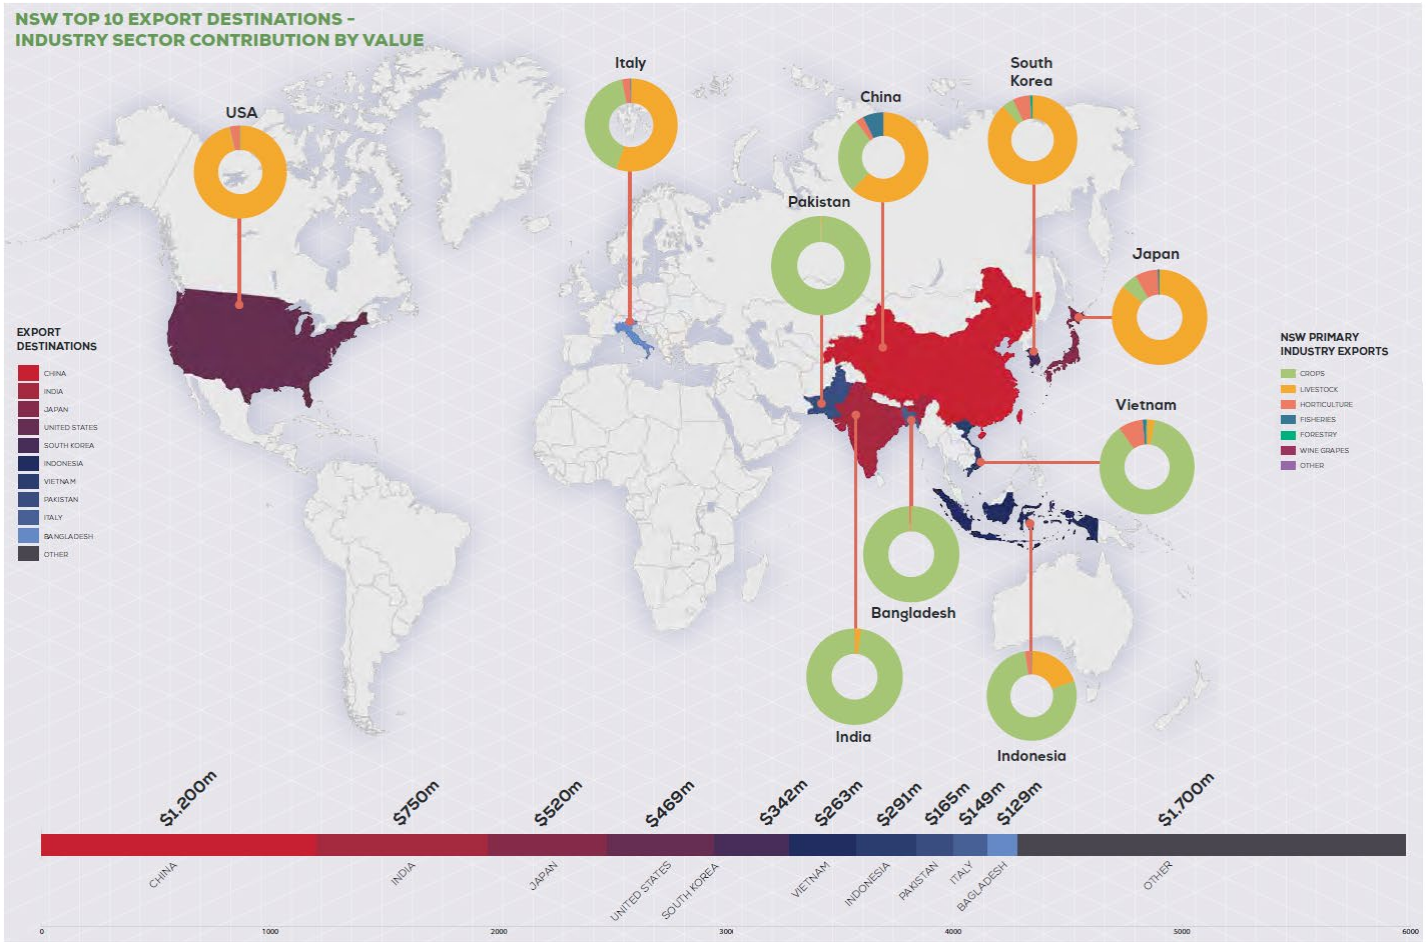 NSW TOP 10 EXPORT DESTINATIONS –
INDUSTRY SECTOR CONTRIBUTION BY VALUE
USA
Italy
China
South
Korea
Pakistan
Japan
Vietnam
Bangladesh
India
Indonesia
EXPORT
DESTINATIONS
CHINA
INDIA
JAPAN
UNITED STATES
SOUTH KOREA
INDONESIA
VIETNAM
PAKISTAN
ITALY
BANGLADESH
OTHER
NSW PRIMARY
INDUSTRY EXPORTS
CROPS
LIVESTOCK
HORTICULTURE
FISHERIES
FORESTRY
WINE GRAPES
OTHER
$1,200m
$750m
$520m
$469m
$342m
$263m
$291m
$165m
$149m
$129m
$1,700m
CHINA
INDIA
JAPAN
UNITED STATES
SOUTH KOREA
VIETNAM
INDONESIA
PAKISTAN
ITALY
BAGLADESH
OTHER
0
1000
2000
3000
4000
5000
6000